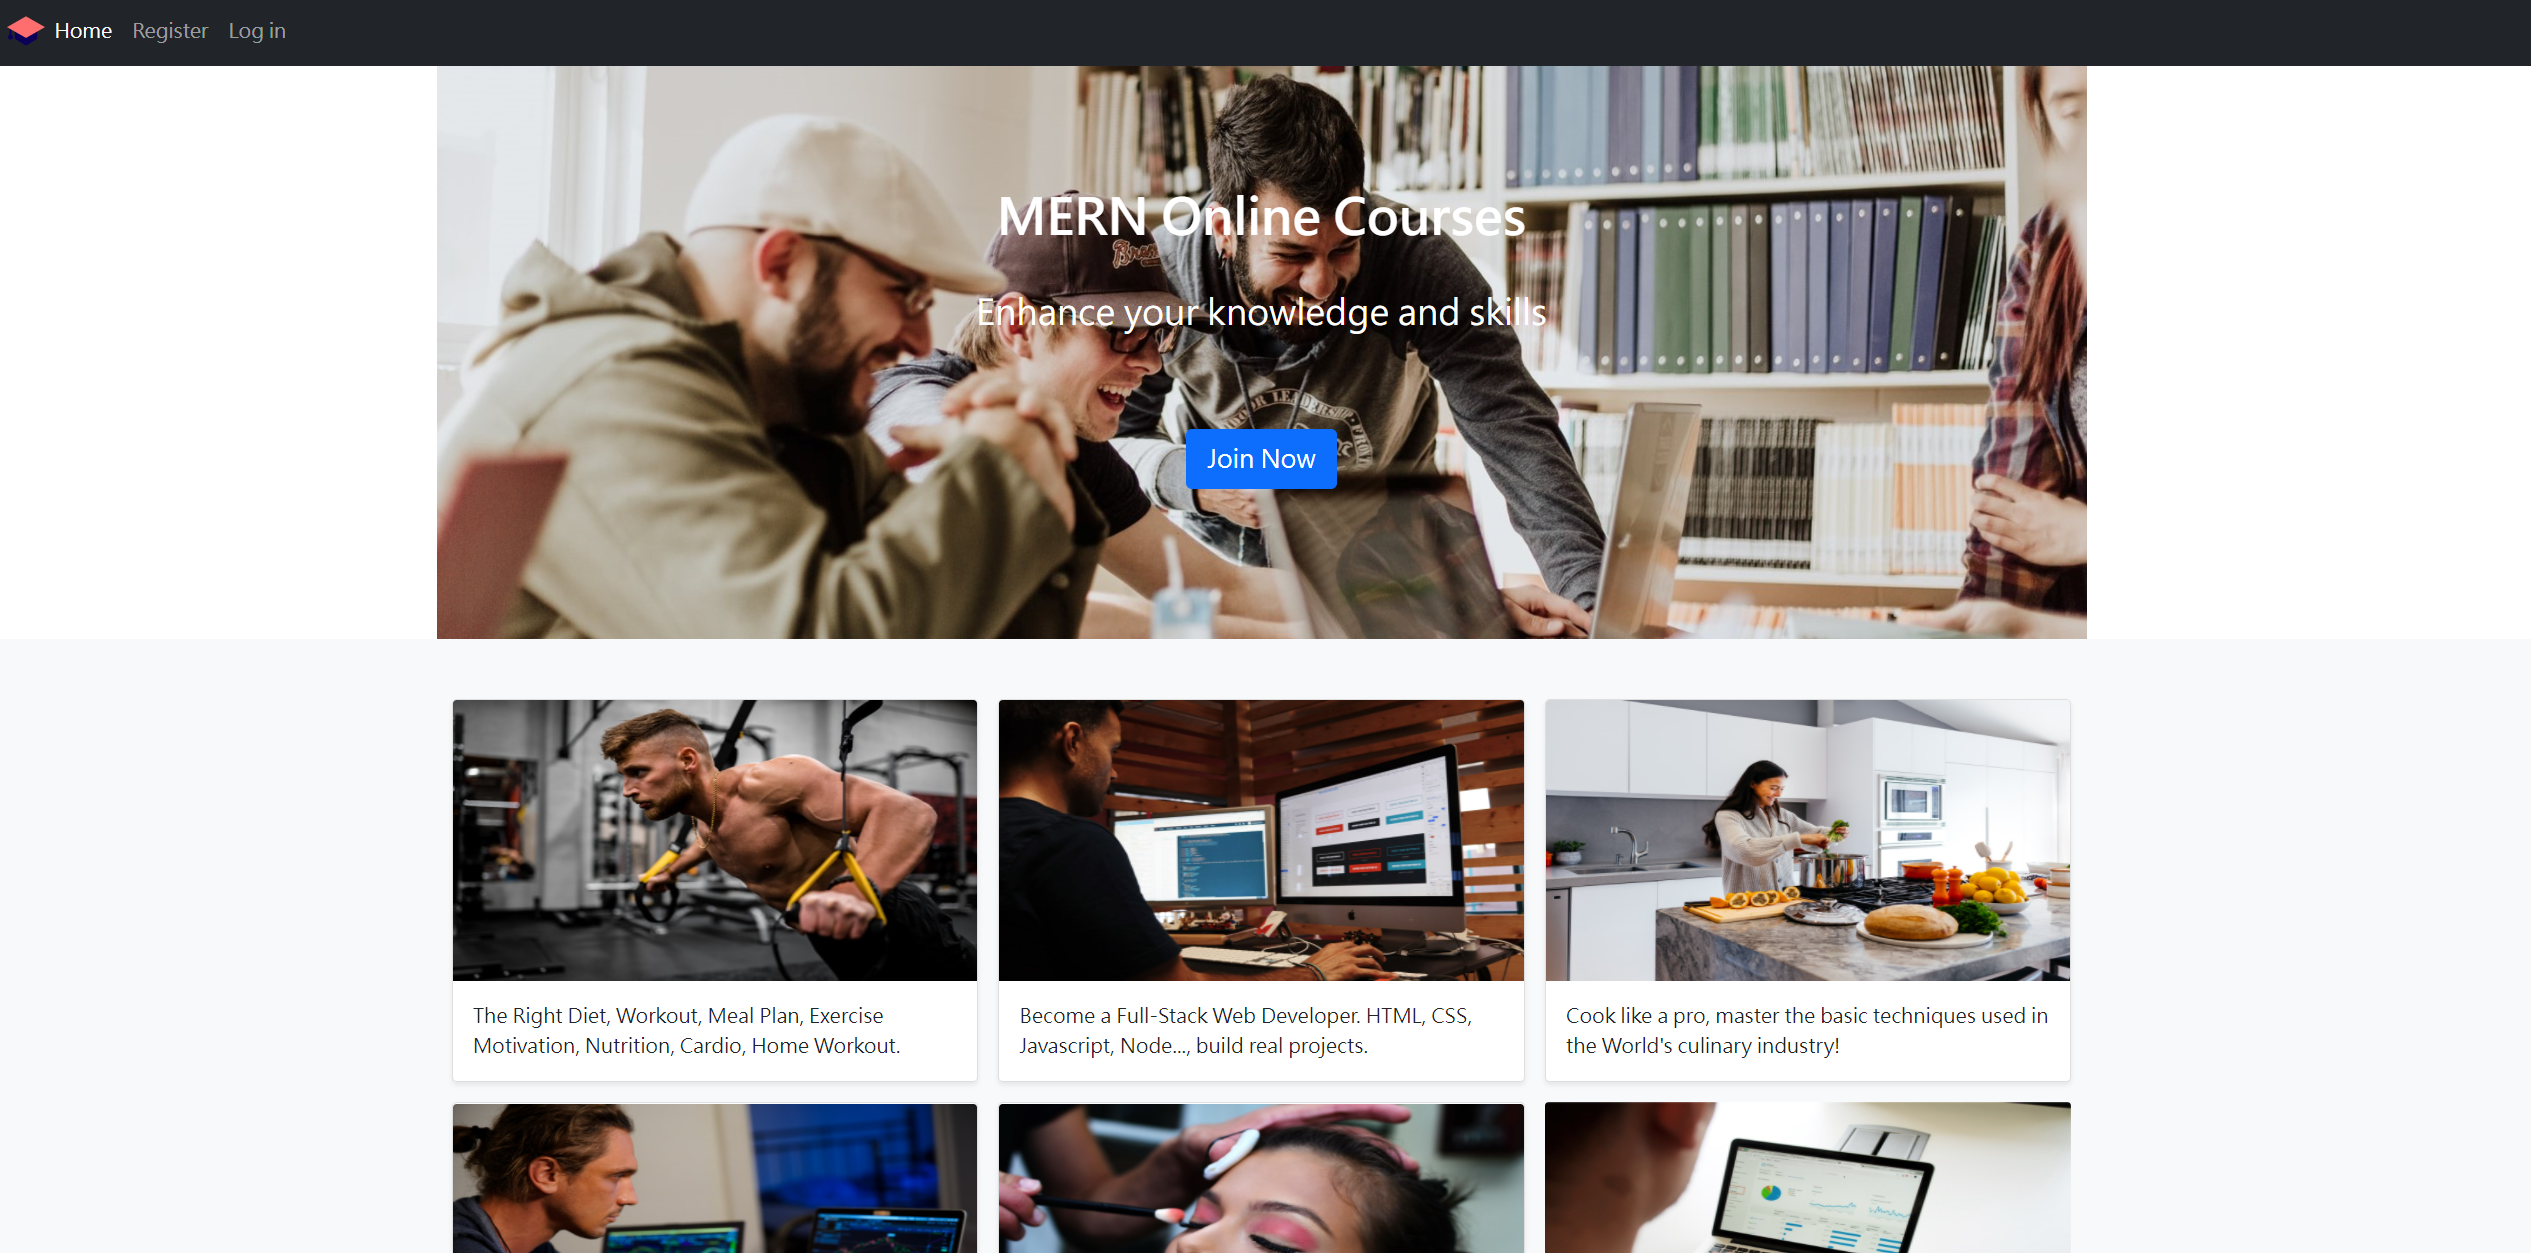 Home Register Log in
MERN Online Courses
Enhance your knowledge and skills
Join Now
The Right Diet, Workout, Meal Plan, Exercise
Motivation, Nutrition, Cardio, Home Workout.
Become a Full-Stack Web Developer. HTML, CSS,
Javascript, Node..., build real projects.
Cook like a pro, master the basic techniques used in
the World's culinary industry!